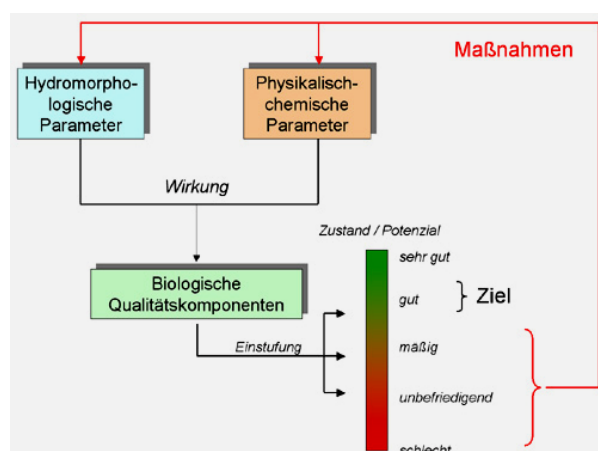 Maßnahmen
Hydromorpho-
logische
Parameter
Physikalisch-
chemische
Parameter
Wirkung
Zustand / Potenzial
sehr gut
Biologische
Qualitätskomponenten
gut
Ziel
Einstufung
mäßig
unbefriedigend
schlecht